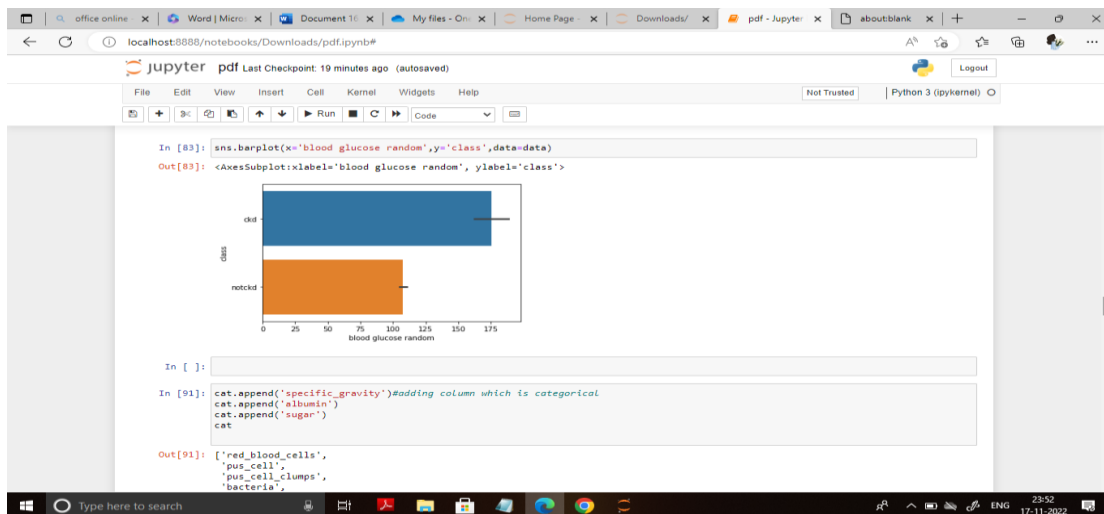 office online
Word | Micros
Document 16
My files - On
Home Page -
Downloads/
pdf - Jupyter
about:blank
localhost:8888/notebooks/Downloads/pdf.ipynb#
jupyter pdf Last Checkpoint: 19 minutes ago (autosaved)
Logout
File Edit View Insert Cell Kernel Widgets Help
Not Trusted
Python 3 (ipykernel)
Run
Code
In [83]: sns.barplot(x='blood glucose random',y='class',data=data)
Out[83]: <AxesSubplot:xlabel='blood glucose random', ylabel='class'>
ckd
class
notckd
0 25 50 75 100 125 150 175
blood glucose random
In [ ]:
In [91]: cat.append('specific_gravity')#adding column which is categorical
cat.append('albumin')
cat.append('sugar')
cat
Out[91]: ['red_blood_cells',
'pus_cell',
'pus_cell_clumps',
'bacteria',
Type here to search
ENG
23:52
17-11-2022